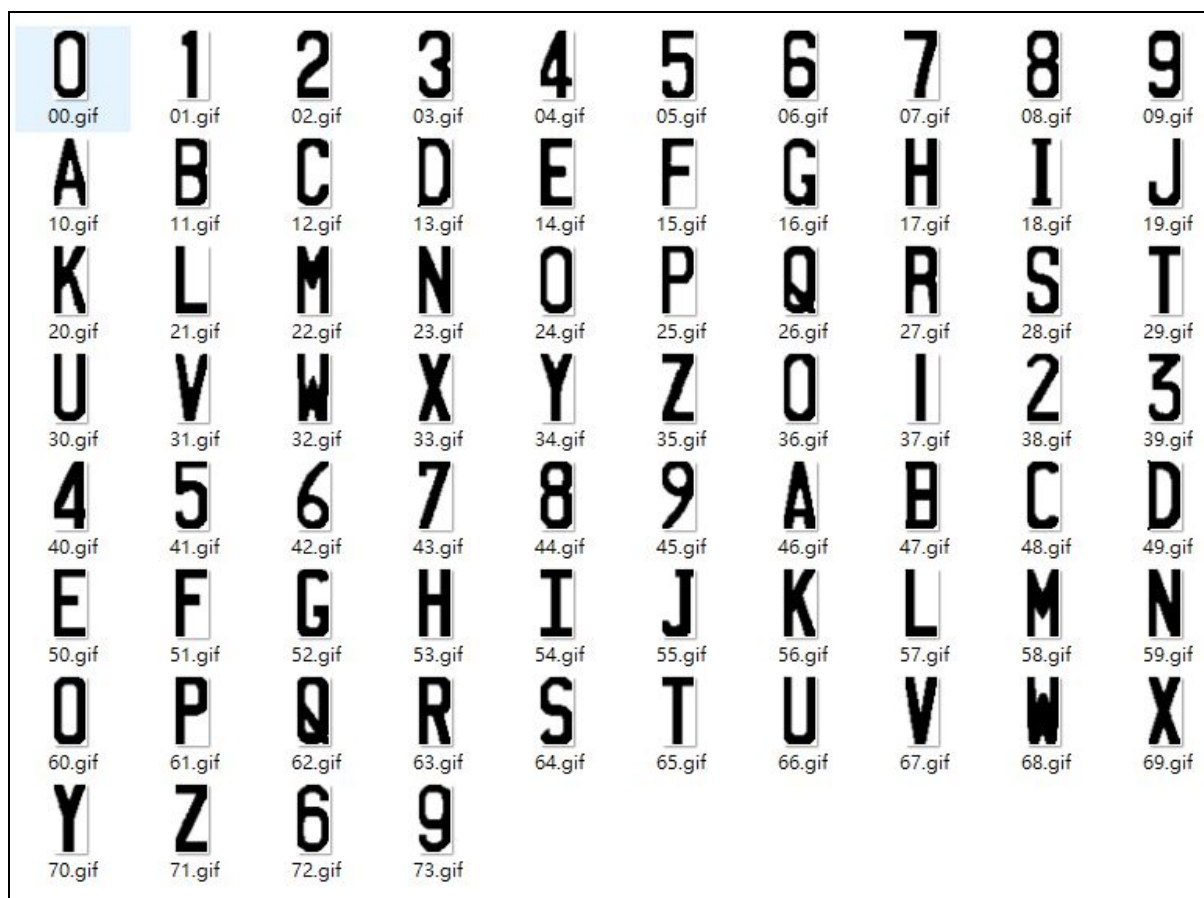 0 1 2 3 4 5 6 7 8 9
00.gif 01.gif 02.gif 03.gif 04.gif 05.gif 06.gif 07.gif 08.gif 09.gif
A B C D E F G H I J
10.gif 11.gif 12.gif 13.gif 14.gif 15.gif 16.gif 17.gif 18.gif 19.gif
K L M N O P Q R S T
20.gif 21.gif 22.gif 23.gif 24.gif 25.gif 26.gif 27.gif 28.gif 29.gif
U V W X Y Z 0 1 2 3
30.gif 31.gif 32.gif 33.gif 34.gif 35.gif 36.gif 37.gif 38.gif 39.gif
4 5 6 7 8 9 A B C D
40.gif 41.gif 42.gif 43.gif 44.gif 45.gif 46.gif 47.gif 48.gif 49.gif
E F G H I J K L M N
50.gif 51.gif 52.gif 53.gif 54.gif 55.gif 56.gif 57.gif 58.gif 59.gif
O P Q R S T U V W X
60.gif 61.gif 62.gif 63.gif 64.gif 65.gif 66.gif 67.gif 68.gif 69.gif
Y Z 6 9
70.gif 71.gif 72.gif 73.gif